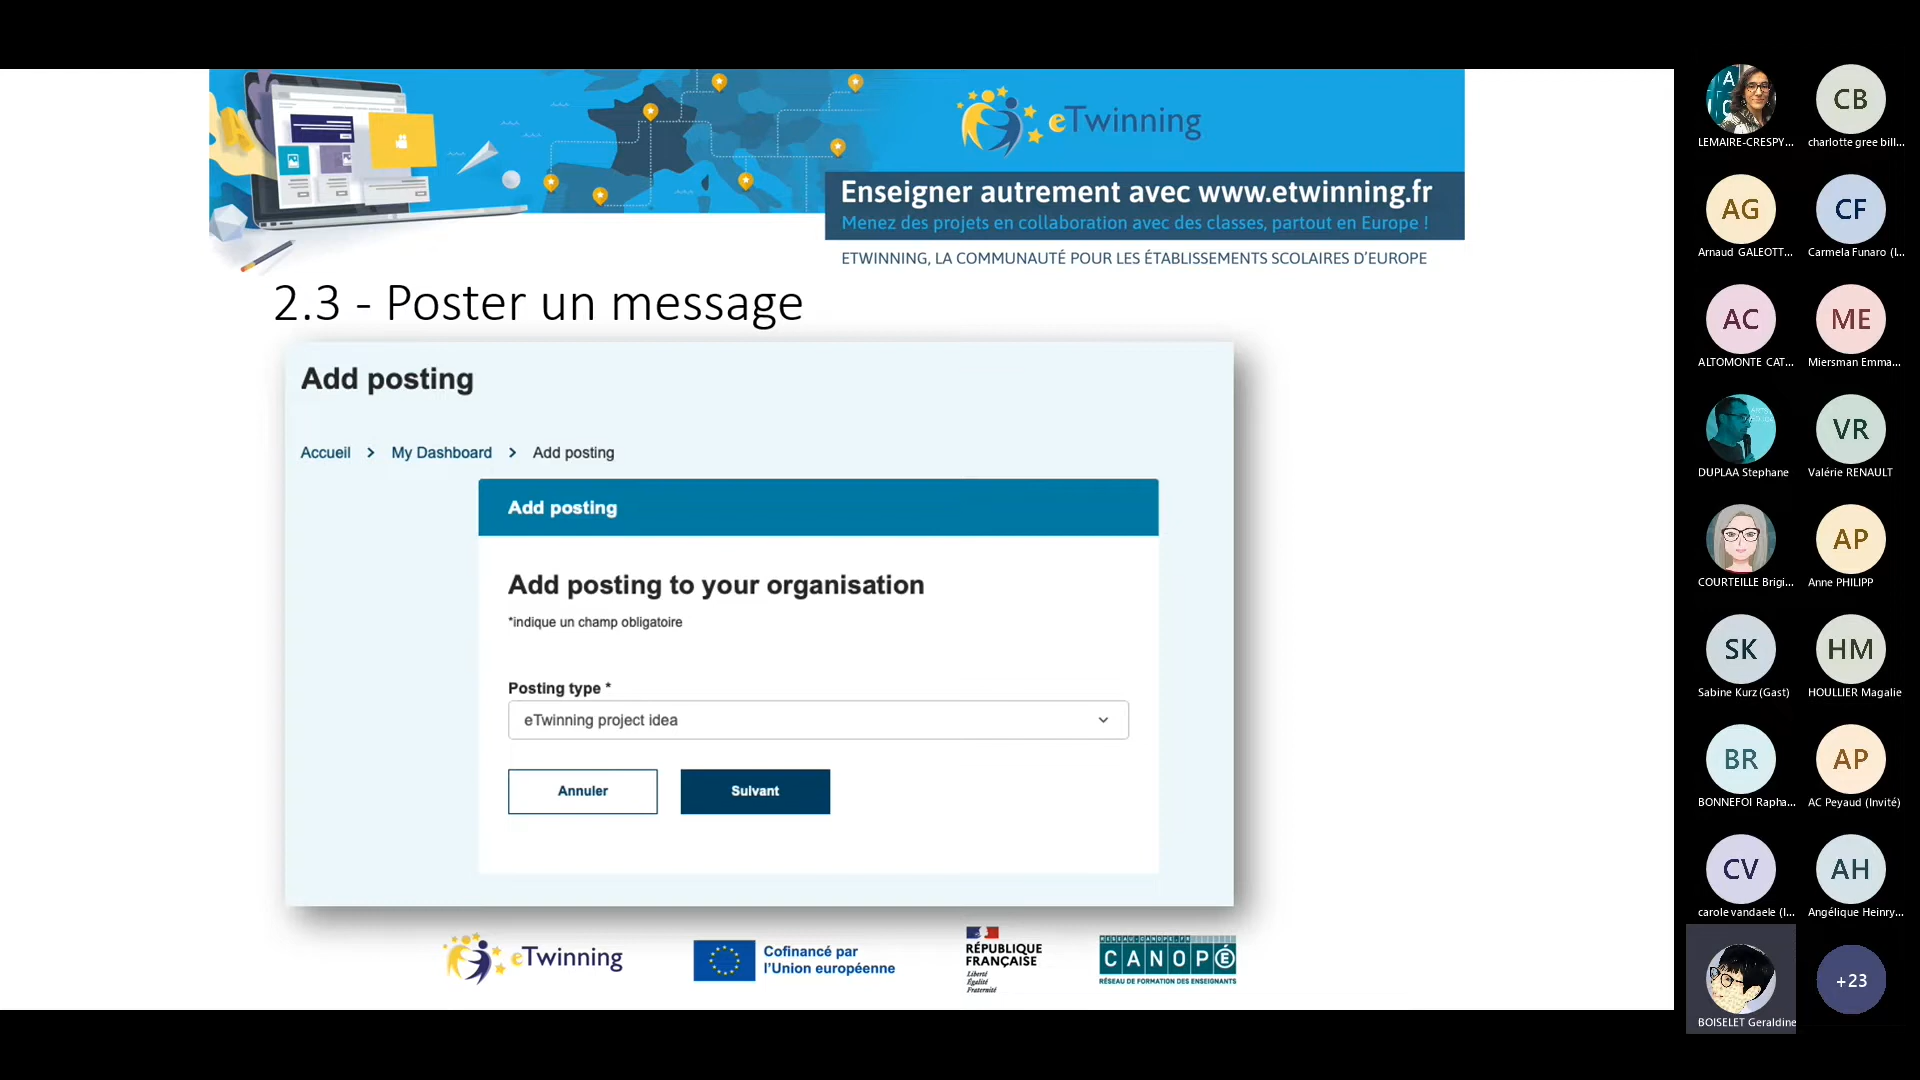 eTwinning
Enseigner autrement avec www.etwinning.fr
Menez des projets en collaboration avec des classes, partout en Europe !
ETWINNING, LA COMMUNAUTÉ POUR LES ÉTABLISSEMENTS SCOLAIRES D'EUROPE
2.3 - Poster un message
Add posting
Accueil > My Dashboard > Add posting
Add posting
Add posting to your organisation
*indique un champ obligatoire
Posting type *
eTwinning project idea
Annuler
Suivant
eTwinning
Cofinancé par
l'Union européenne
RÉPUBLIQUE
FRANÇAISE
Liberté
Égalité
Fraternité
CANOPÉ
RÉSEAU DE FORMATION DES ENSEIGNANTS
LEMAIRE-CRESPY...
CB
charlotte gree bill...
AG
Arnaud GALEOTT...
CF
Carmela Funaro (I...
AC
ALTOMONTE CAT...
ME
Miersman Emma...
DUPLAA Stephane
VR
Valérie RENAULT
COURTEILLE Brigi...
AP
Anne PHILIPP
SK
Sabine Kurz (Gast)
HM
HOULLIER Magalie
BR
BONNEFOI Rapha...
AP
AC Peyaud (Invité)
CV
carole vandaele (I...
AH
Angélique Heinry...
BOISELET Geraldine
+23